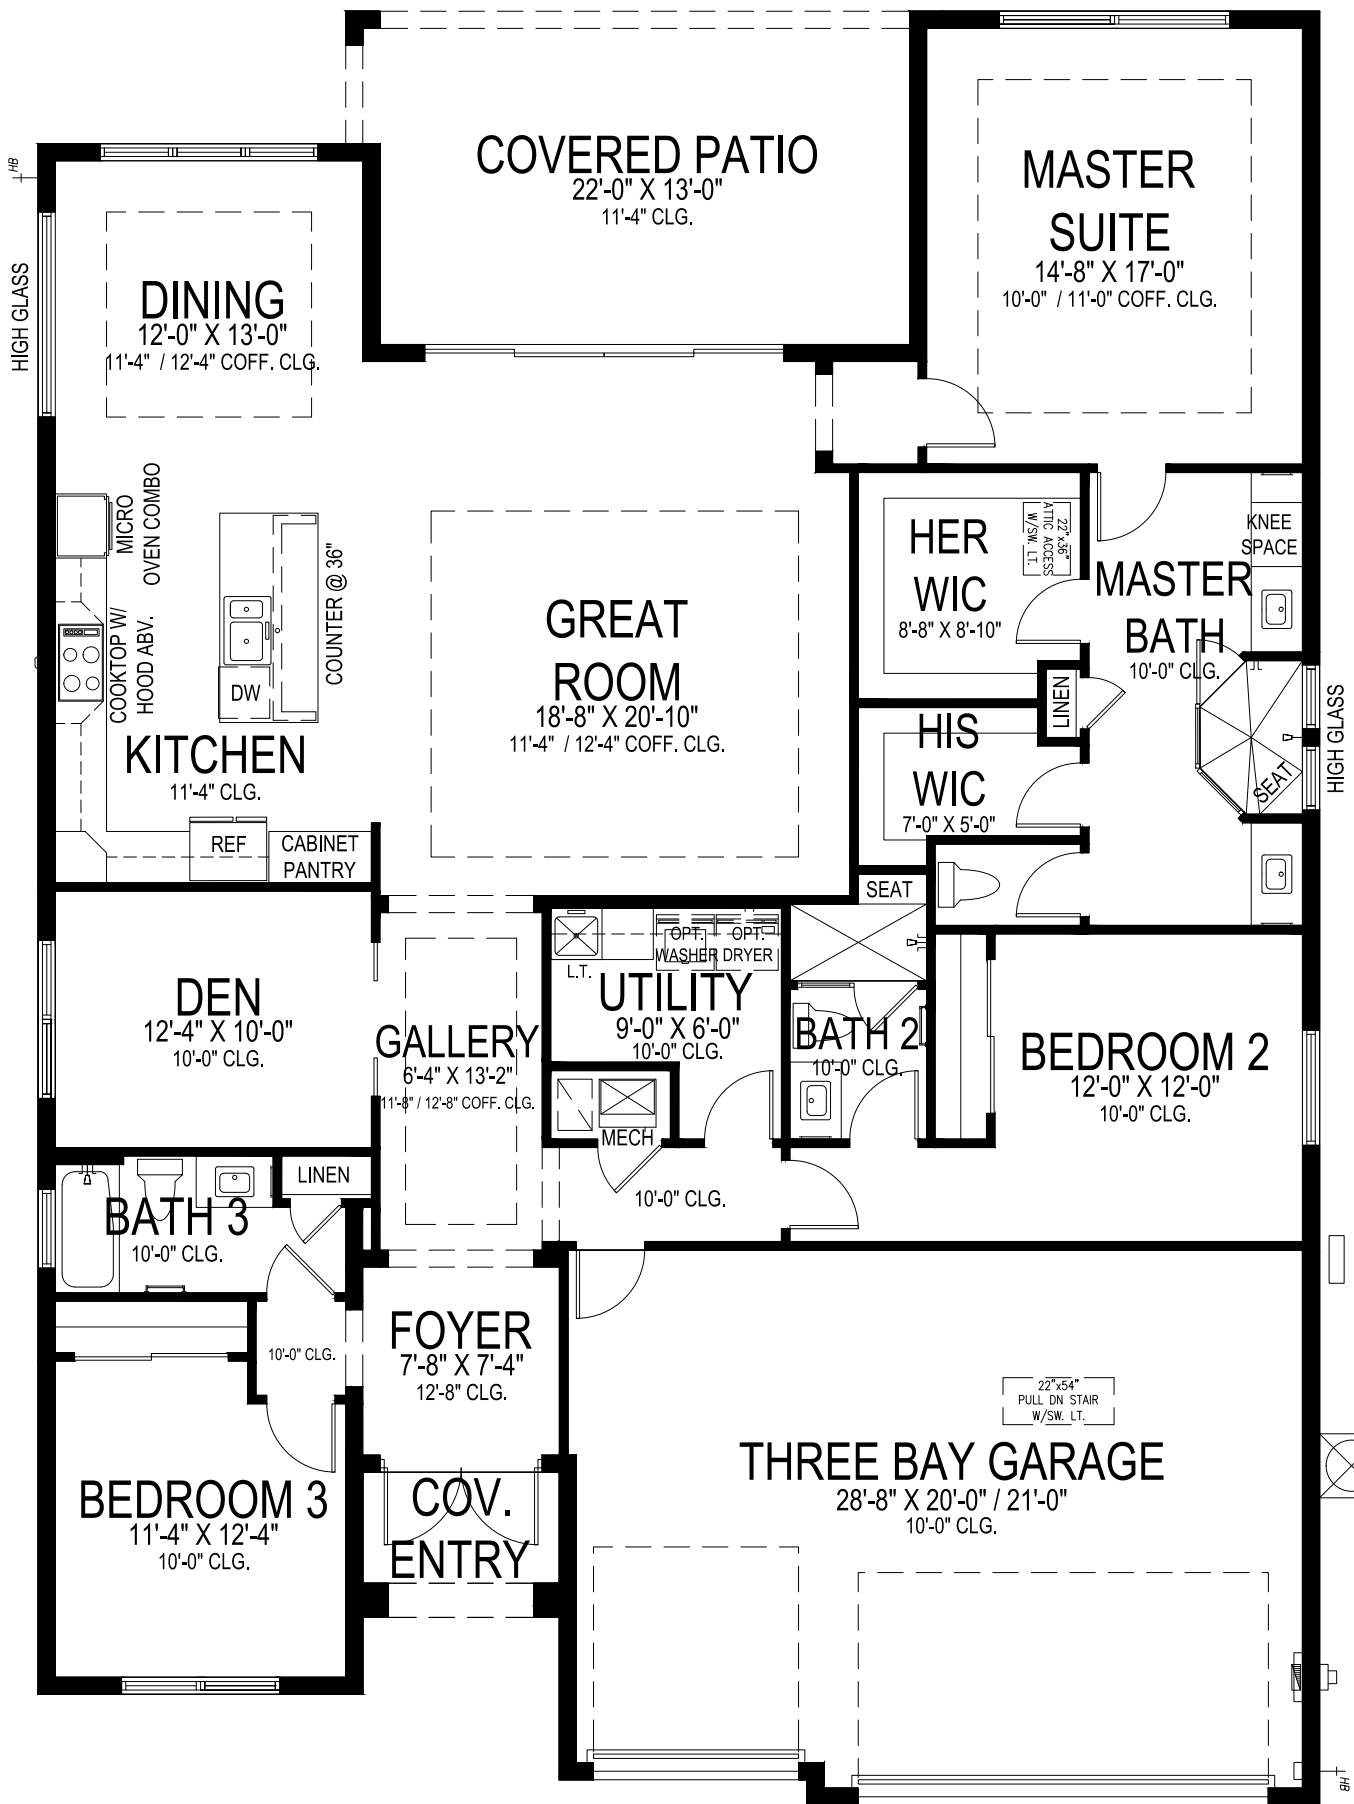 COVERED PATIO
22'-0" X 13'-0"
11'-4" CLG.
MASTER
SUITE
14'-8" X 17'-0"
10'-0" / 11'-0" COFF. CLG.
HB
HIGH GLASS
DINING
12'-0" X 13'-0"
11'-4" / 12'-4" COFF. CLG.
MICRO
OVEN COMBO
COOKTOP W/
HOOD ABV.
DW
COUNTER @ 36"
KITCHEN
11'-4" CLG.
REF
CABINET
PANTRY
GREAT
ROOM
18'-8" X 20'-10"
11'-4" / 12'-4" COFF. CLG.
HER
WIC
8'-8" X 8'-10"
22"x36"
ATTIC ACCESS
W/SW. LT.
KNEE
SPACE
MASTER
BATH
10'-0" CLG.
LINEN
HIS
WIC
7'-0" X 5'-0"
SEAT
HIGH GLASS
SEAT
DEN
12'-4" X 10'-0"
10'-0" CLG.
GALLERY
6'-4" X 13'-2"
11'-8" / 12'-8" COFF. CLG.
L.T.
OPT.
WASHER
OPT.
DRYER
UTILITY
9'-0" X 6'-0"
10'-0" CLG.
MECH
BATH 2
10'-0" CLG.
BEDROOM 2
12'-0" X 12'-0"
10'-0" CLG.
10'-0" CLG.
LINEN
BATH 3
10'-0" CLG.
10'-0" CLG.
FOYER
7'-8" X 7'-4"
12'-8" CLG.
BEDROOM 3
11'-4" X 12'-4"
10'-0" CLG.
COV.
ENTRY
22"x54"
PULL DN STAIR
W/SW. LT.
THREE BAY GARAGE
28'-8" X 20'-0" / 21'-0"
10'-0" CLG.
HB